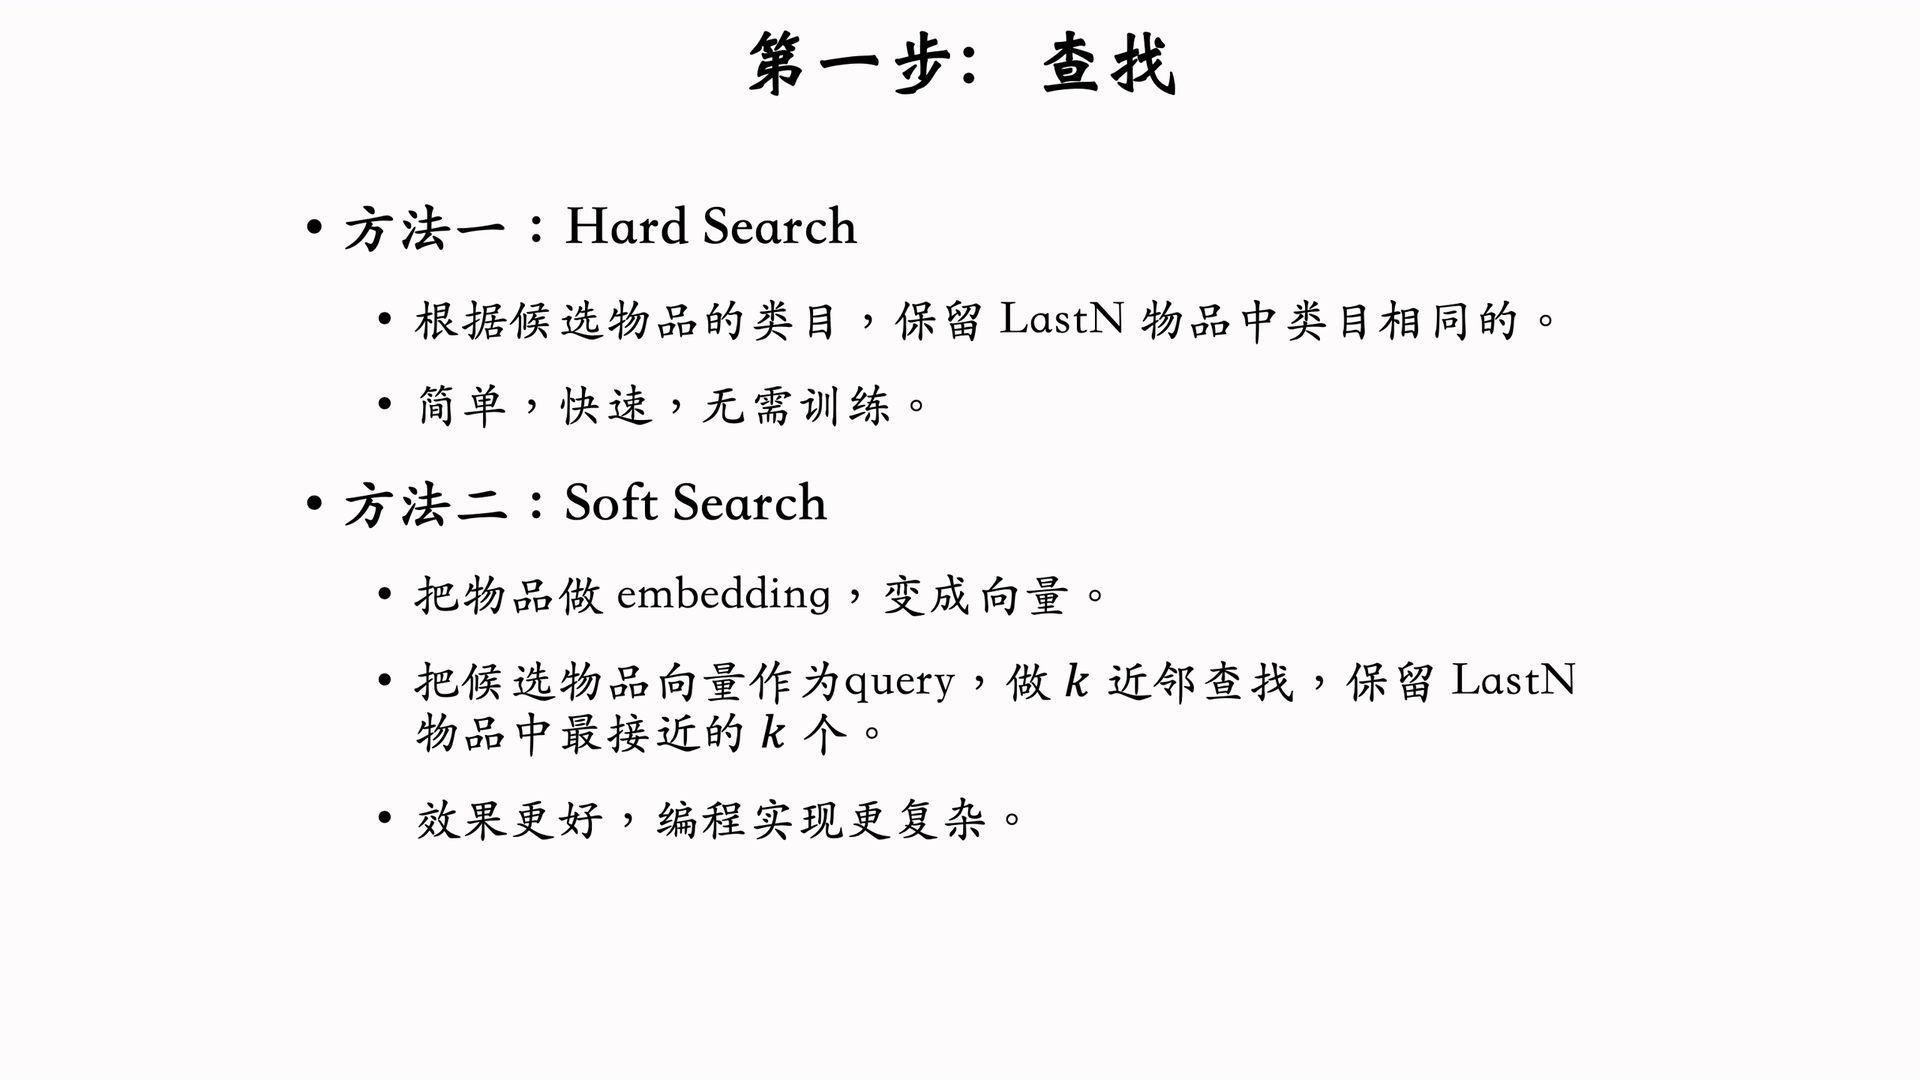 第一步： 查找
• 方法一：Hard Search
• 根据候选物品的类目，保留 LastN 物品中类目相同的。
• 简单，快速，无需训练。
• 方法二：Soft Search
• 把物品做 embedding，变成向量。
• 把候选物品向量作为query，做 k 近邻查找，保留 LastN
物品中最接近的 k 个。
• 效果更好，编程实现更复杂。